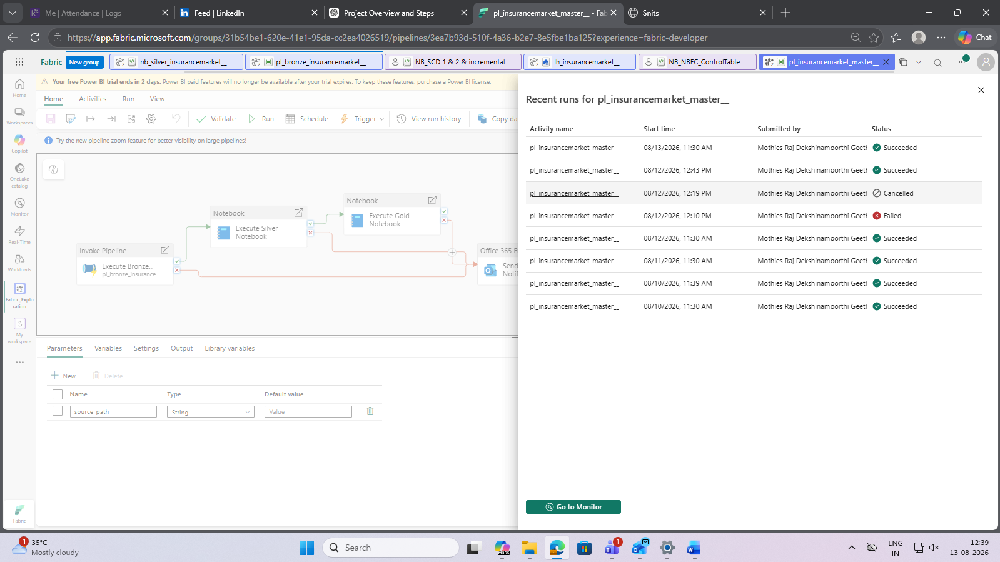 Me | Attendance | Logs
Feed | LinkedIn
Project Overview and Steps
pl_insurancemarket_master__ - Fab
Snits
https://app.fabric.microsoft.com/groups/31b54be1-620e-41e1-95da-cc2ea4026519/pipelines/3ea7b93d-510f-4a36-b2e7-8e5fbe1ba125?experience=fabric-developer
Chat
Fabric
New group
nb_silver_insurancemarket__
pl_bronze_insurancemarket__
NB_SCD 1 & 2 & incremental
lh_insurancemarket__
NB_NBFC_ControlTable
pl_insurancemarket_master__
Your free Power BI trial ends in 2 days. Power BI paid features will no longer be available after your trial expires. To keep these features, purchase a Power BI license.
Home
Workspaces
Copilot
OneLake
catalog
Monitor
Real-Time
Workloads
Fabric_Explo
ration
My
workspace
Fabric
Home
Activities
Run
View
Validate
Run
Schedule
Trigger
View run history
Copy da
Try the new pipeline zoom feature for better visibility on large pipelines!
Invoke Pipeline
Execute Bronze...
pl_bronze_insurance...
Notebook
Execute Silver
Notebook
Notebook
Execute Gold
Notebook
Office 365 E
Send
Notif
Parameters
Variables
Settings
Output
Library variables
New
Delete
Name
Type
Default value
source_path
String
Value
Recent runs for pl_insurancemarket_master__
Activity name
Start time
Submitted by
Status
pl_insurancemarket_master__ 08/13/2026, 11:30 AM Mothies Raj Dekshinamoorthi Geeth Succeeded
pl_insurancemarket_master__ 08/12/2026, 12:43 PM Mothies Raj Dekshinamoorthi Geeth Succeeded
pl_insurancemarket_master__ 08/12/2026, 12:19 PM Mothies Raj Dekshinamoorthi Geeth Cancelled
pl_insurancemarket_master__ 08/12/2026, 12:10 PM Mothies Raj Dekshinamoorthi Geeth Failed
pl_insurancemarket_master__ 08/12/2026, 11:30 AM Mothies Raj Dekshinamoorthi Geeth Succeeded
pl_insurancemarket_master__ 08/11/2026, 11:30 AM Mothies Raj Dekshinamoorthi Geeth Succeeded
pl_insurancemarket_master__ 08/10/2026, 11:39 AM Mothies Raj Dekshinamoorthi Geeth Succeeded
pl_insurancemarket_master__ 08/10/2026, 11:30 AM Mothies Raj Dekshinamoorthi Geeth Succeeded
Go to Monitor
1
35°C
Mostly cloudy
Search
M365
1
ENG
IN
12:39
13-08-2026